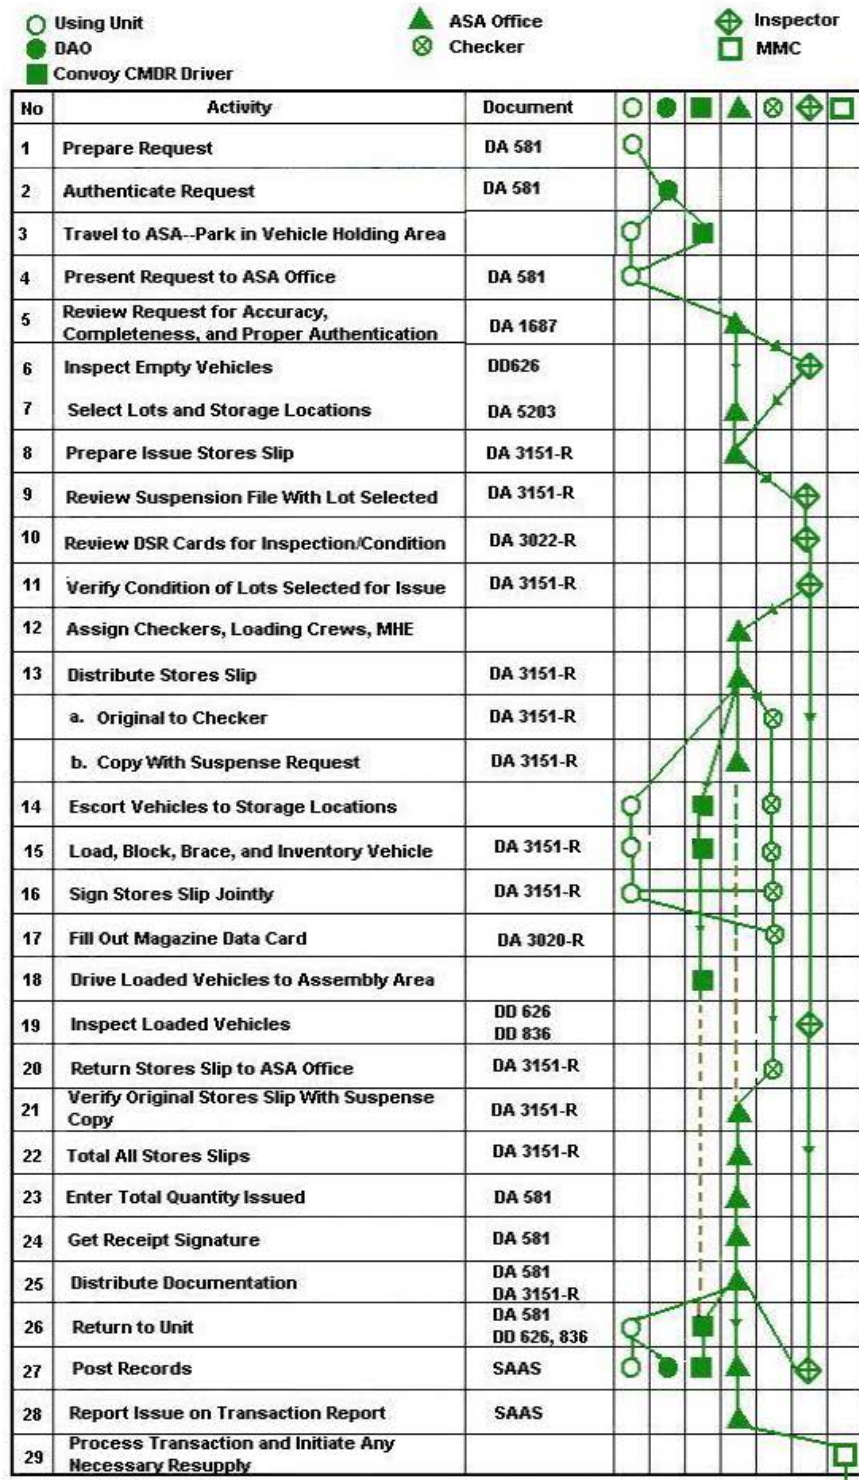 Using Unit ASA Office Inspector
DAO Checker MMC
Convoy CMDR Driver
No Activity Document
1 Prepare Request DA 581
2 Authenticate Request DA 581
3 Travel to ASA--Park in Vehicle Holding Area
4 Present Request to ASA Office DA 581
5 Review Request for Accuracy,
Completeness, and Proper Authentication DA 1687
6 Inspect Empty Vehicles DD626
7 Select Lots and Storage Locations DA 5203
8 Prepare Issue Stores Slip DA 3151-R
9 Review Suspension File With Lot Selected DA 3151-R
10 Review DSR Cards for Inspection/Condition DA 3022-R
11 Verify Condition of Lots Selected for Issue DA 3151-R
12 Assign Checkers, Loading Crews, MHE
13 Distribute Stores Slip DA 3151-R
a. Original to Checker DA 3151-R
b. Copy With Suspense Request DA 3151-R
14 Escort Vehicles to Storage Locations
15 Load, Block, Brace, and Inventory Vehicle DA 3151-R
16 Sign Stores Slip Jointly DA 3151-R
17 Fill Out Magazine Data Card DA 3020-R
18 Drive Loaded Vehicles to Assembly Area
19 Inspect Loaded Vehicles DD 626
DD 836
20 Return Stores Slip to ASA Office DA 3151-R
21 Verify Original Stores Slip With Suspense
Copy DA 3151-R
22 Total All Stores Slips DA 3151-R
23 Enter Total Quantity Issued DA 581
24 Get Receipt Signature DA 581
25 Distribute Documentation DA 581
DA 3151-R
26 Return to Unit DA 581
DD 626, 836
27 Post Records SAAS
28 Report Issue on Transaction Report SAAS
29 Process Transaction and Initiate Any
Necessary Resupply